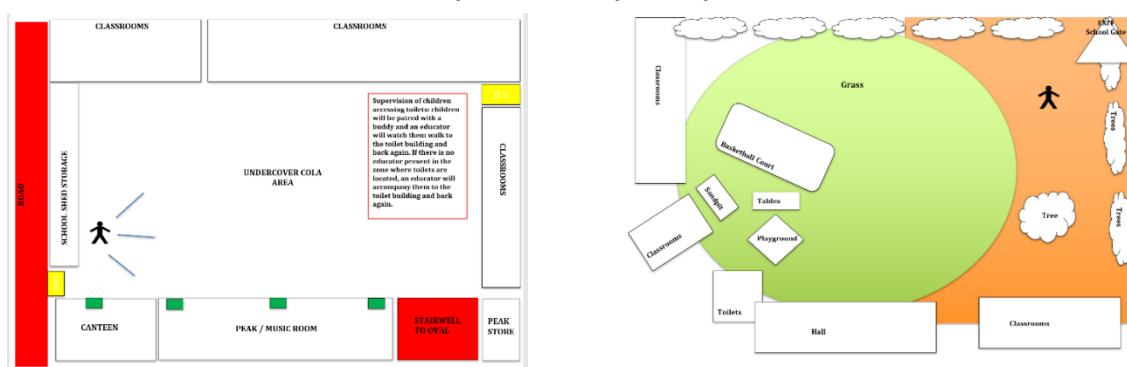 CLASSROOMS
CLASSROOMS
ROAD
SCHOOL SHED STORAGE
UNDERCOVER COLA
AREA
Supervision of children
accessing toilets: children
will be paired with a
buddy and an educator
will watch them walk to
the toilet building and
back again. If there is no
educator present in the
zone where toilets are
located, an educator will
accompany them to the
toilet building and back
again.
CLASSROOMS
CANTEEN
PEAK / MUSIC ROOM
STAIRWELL
TO OVAL
PEAK
STORE
EXIT
School Gate
Classrooms
Grass
Trees
Basketball Court
Sandpit
Tables
Tree
Trees
Classrooms
Playground
Toilets
Hall
Classrooms